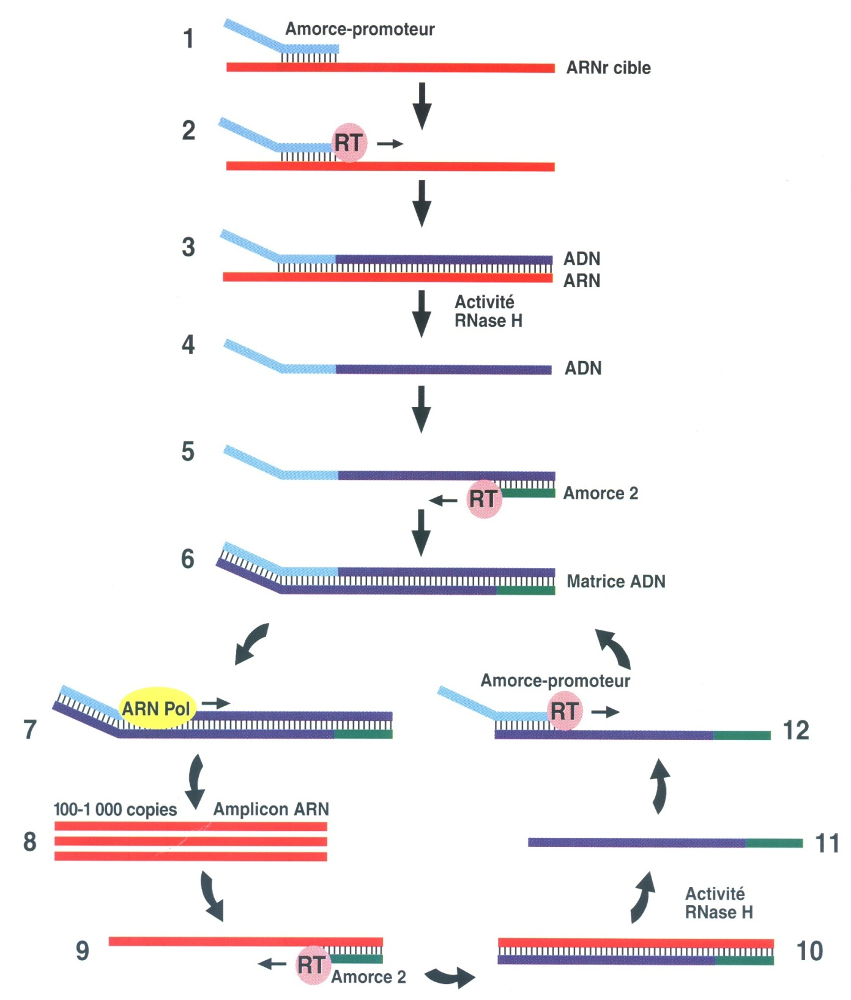 1
Amorce-promoteur
ARNr cible
2
RT
3
ADN
ARN
Activité
RNase H
4
ADN
5
RT
Amorce 2
6
Matrice ADN
7
ARN Pol
Amorce-promoteur
RT
12
100-1 000 copies
Amplicon ARN
8
11
Activité
RNase H
9
RT
Amorce 2
10